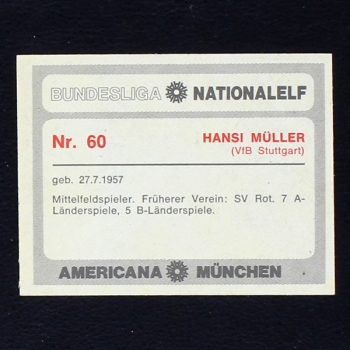 BUNDESLIGA NATIONALELF
Nr. 60 HANSI MÜLLER
(VfB Stuttgart)
geb. 27.7.1957
Mittelfeldspieler. Früherer Verein: SV Rot. 7 A-
Länderspiele, 5 B-Länderspiele.
AMERICANA MÜNCHEN